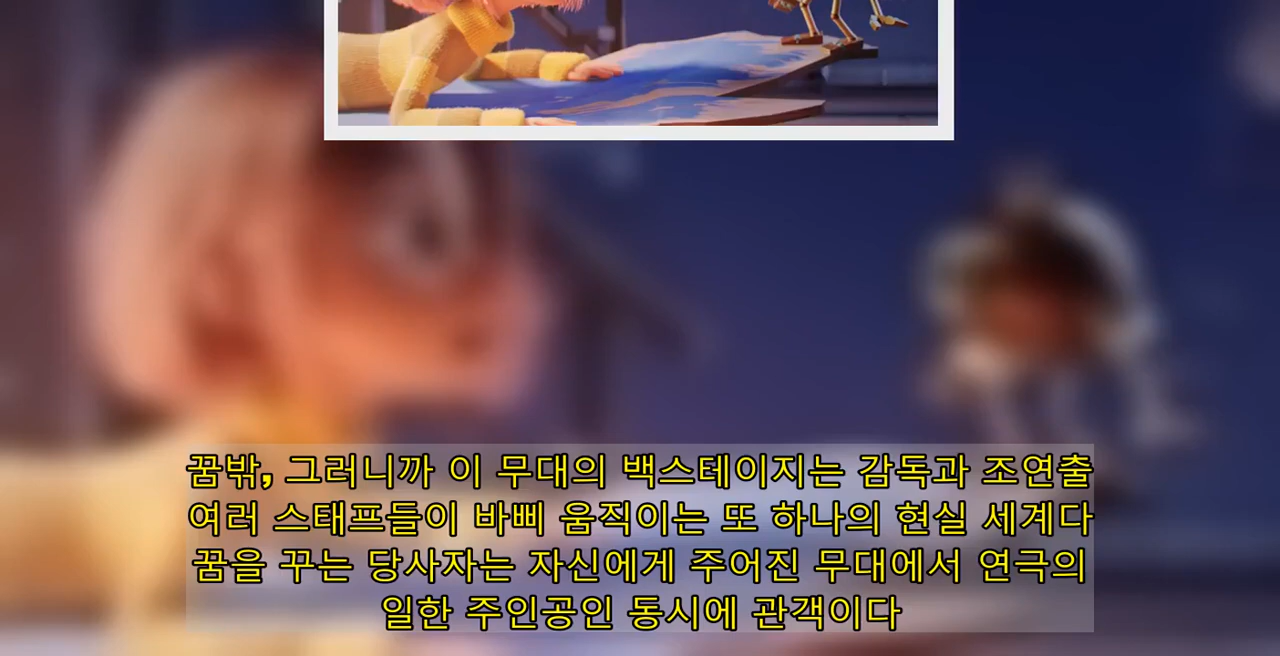 꿈밖, 그러니까 이 무대의 백스테이지는 감독과 조연출
여러 스태프들이 바삐 움직이는 또 하나의 현실 세계다
꿈을 꾸는 당사자는 자신에게 주어진 무대에서 연극의
일한 주인공인 동시에 관객이다